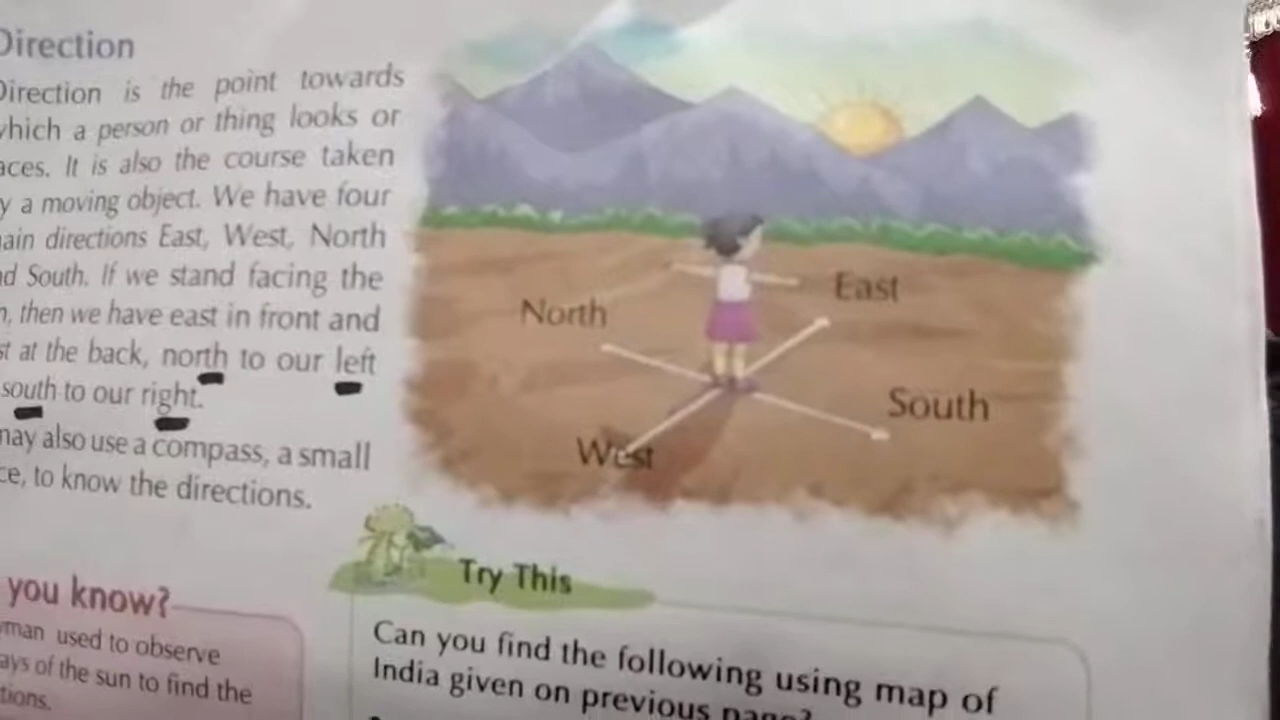 Direction
Direction is the point towards
which a person or thing looks or
aces. It is also the course taken
y a moving object. We have four
ain directions East, West, North
nd South. If we stand facing the
n, then we have east in front and
st at the back, north to our left
south to our right.
may also use a compass, a small
ce, to know the directions.
North
East
South
West
you know?
yman used to observe
ays of the sun to find the
tions.
Try This
Can you find the following using map of
India given on previous page?